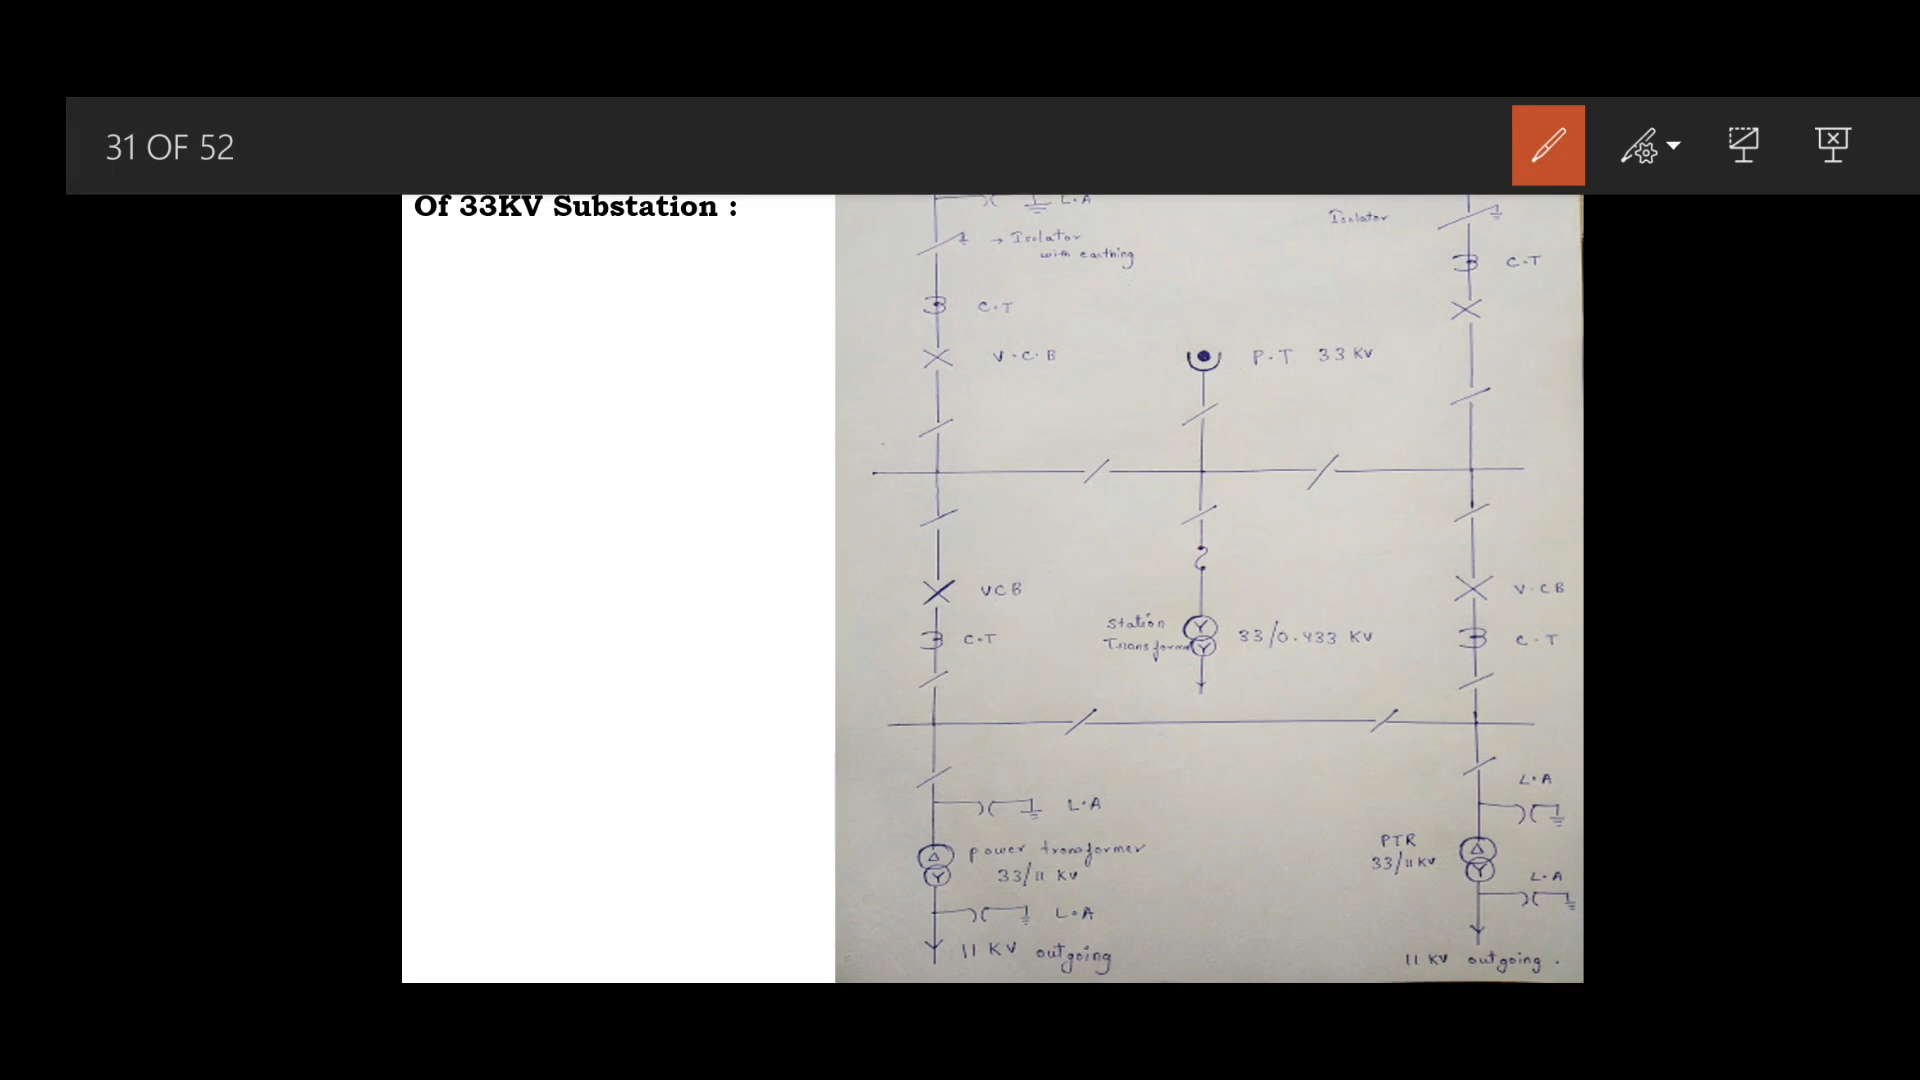 31 OF 52
Of 33KV Substation :
L.A
Isolator
→ Isolator
with earthing
C.T
C.T
V.C.B
P.T 33 KV
VCB
V.CB
Station
Transformer
33/0.433 KV
C.T
C.T
L.A
L.A
power transformer
33/11 KV
PTR
33/11 KV
L.A
L.A
11 KV outgoing
11 KV outgoing .